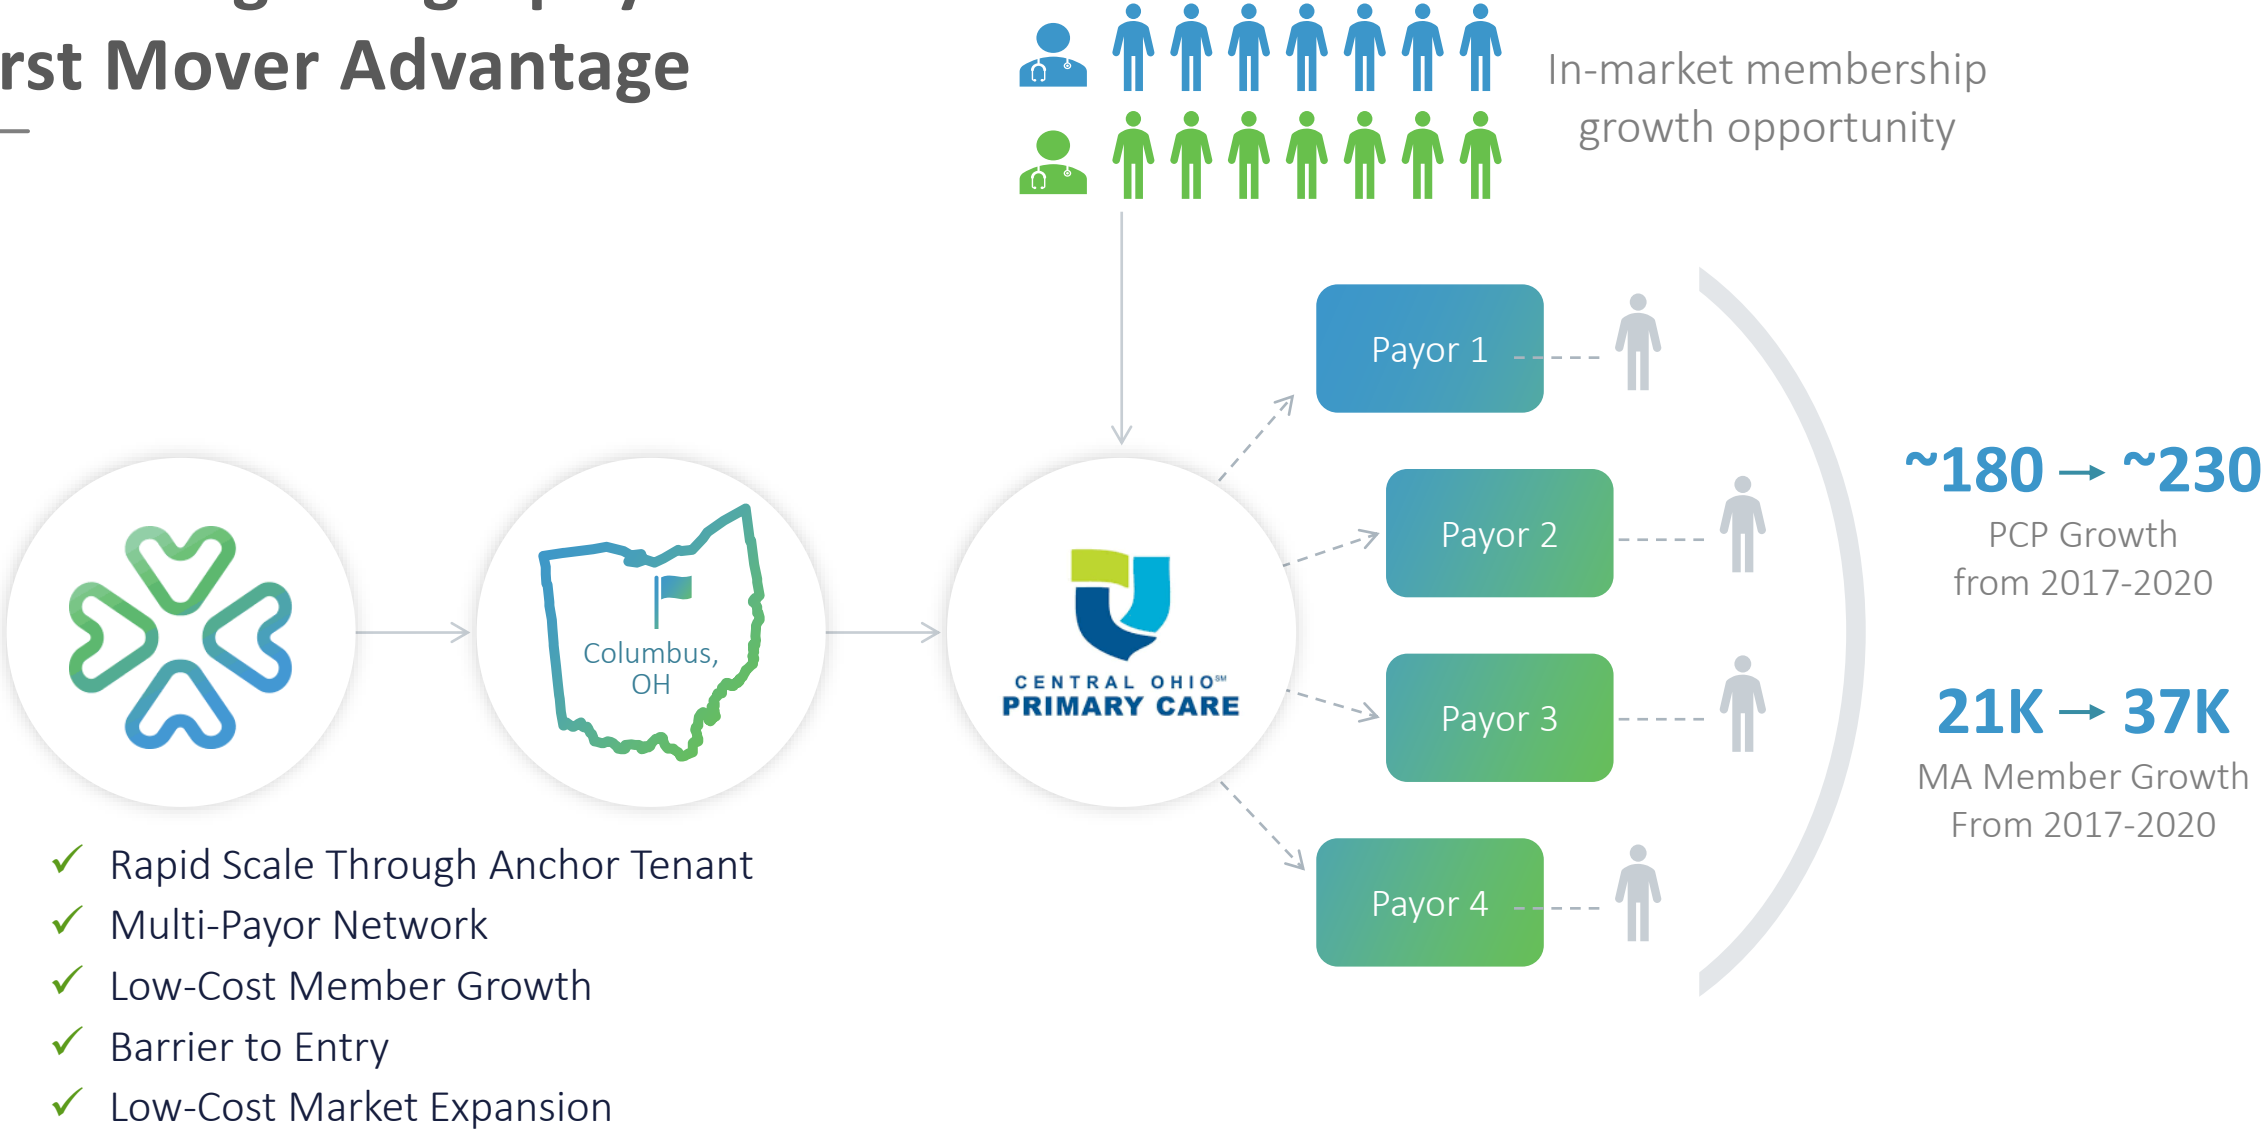 rst Mover Advantage
In-market membership
growth opportunity
Payor 1
Payor 2
Payor 3
Payor 4
~180 → ~230
PCP Growth
from 2017-2020
21K → 37K
MA Member Growth
From 2017-2020
Columbus,
OH
CENTRAL OHIO℠
PRIMARY CARE
✓ Rapid Scale Through Anchor Tenant
✓ Multi-Payor Network
✓ Low-Cost Member Growth
✓ Barrier to Entry
✓ Low-Cost Market Expansion